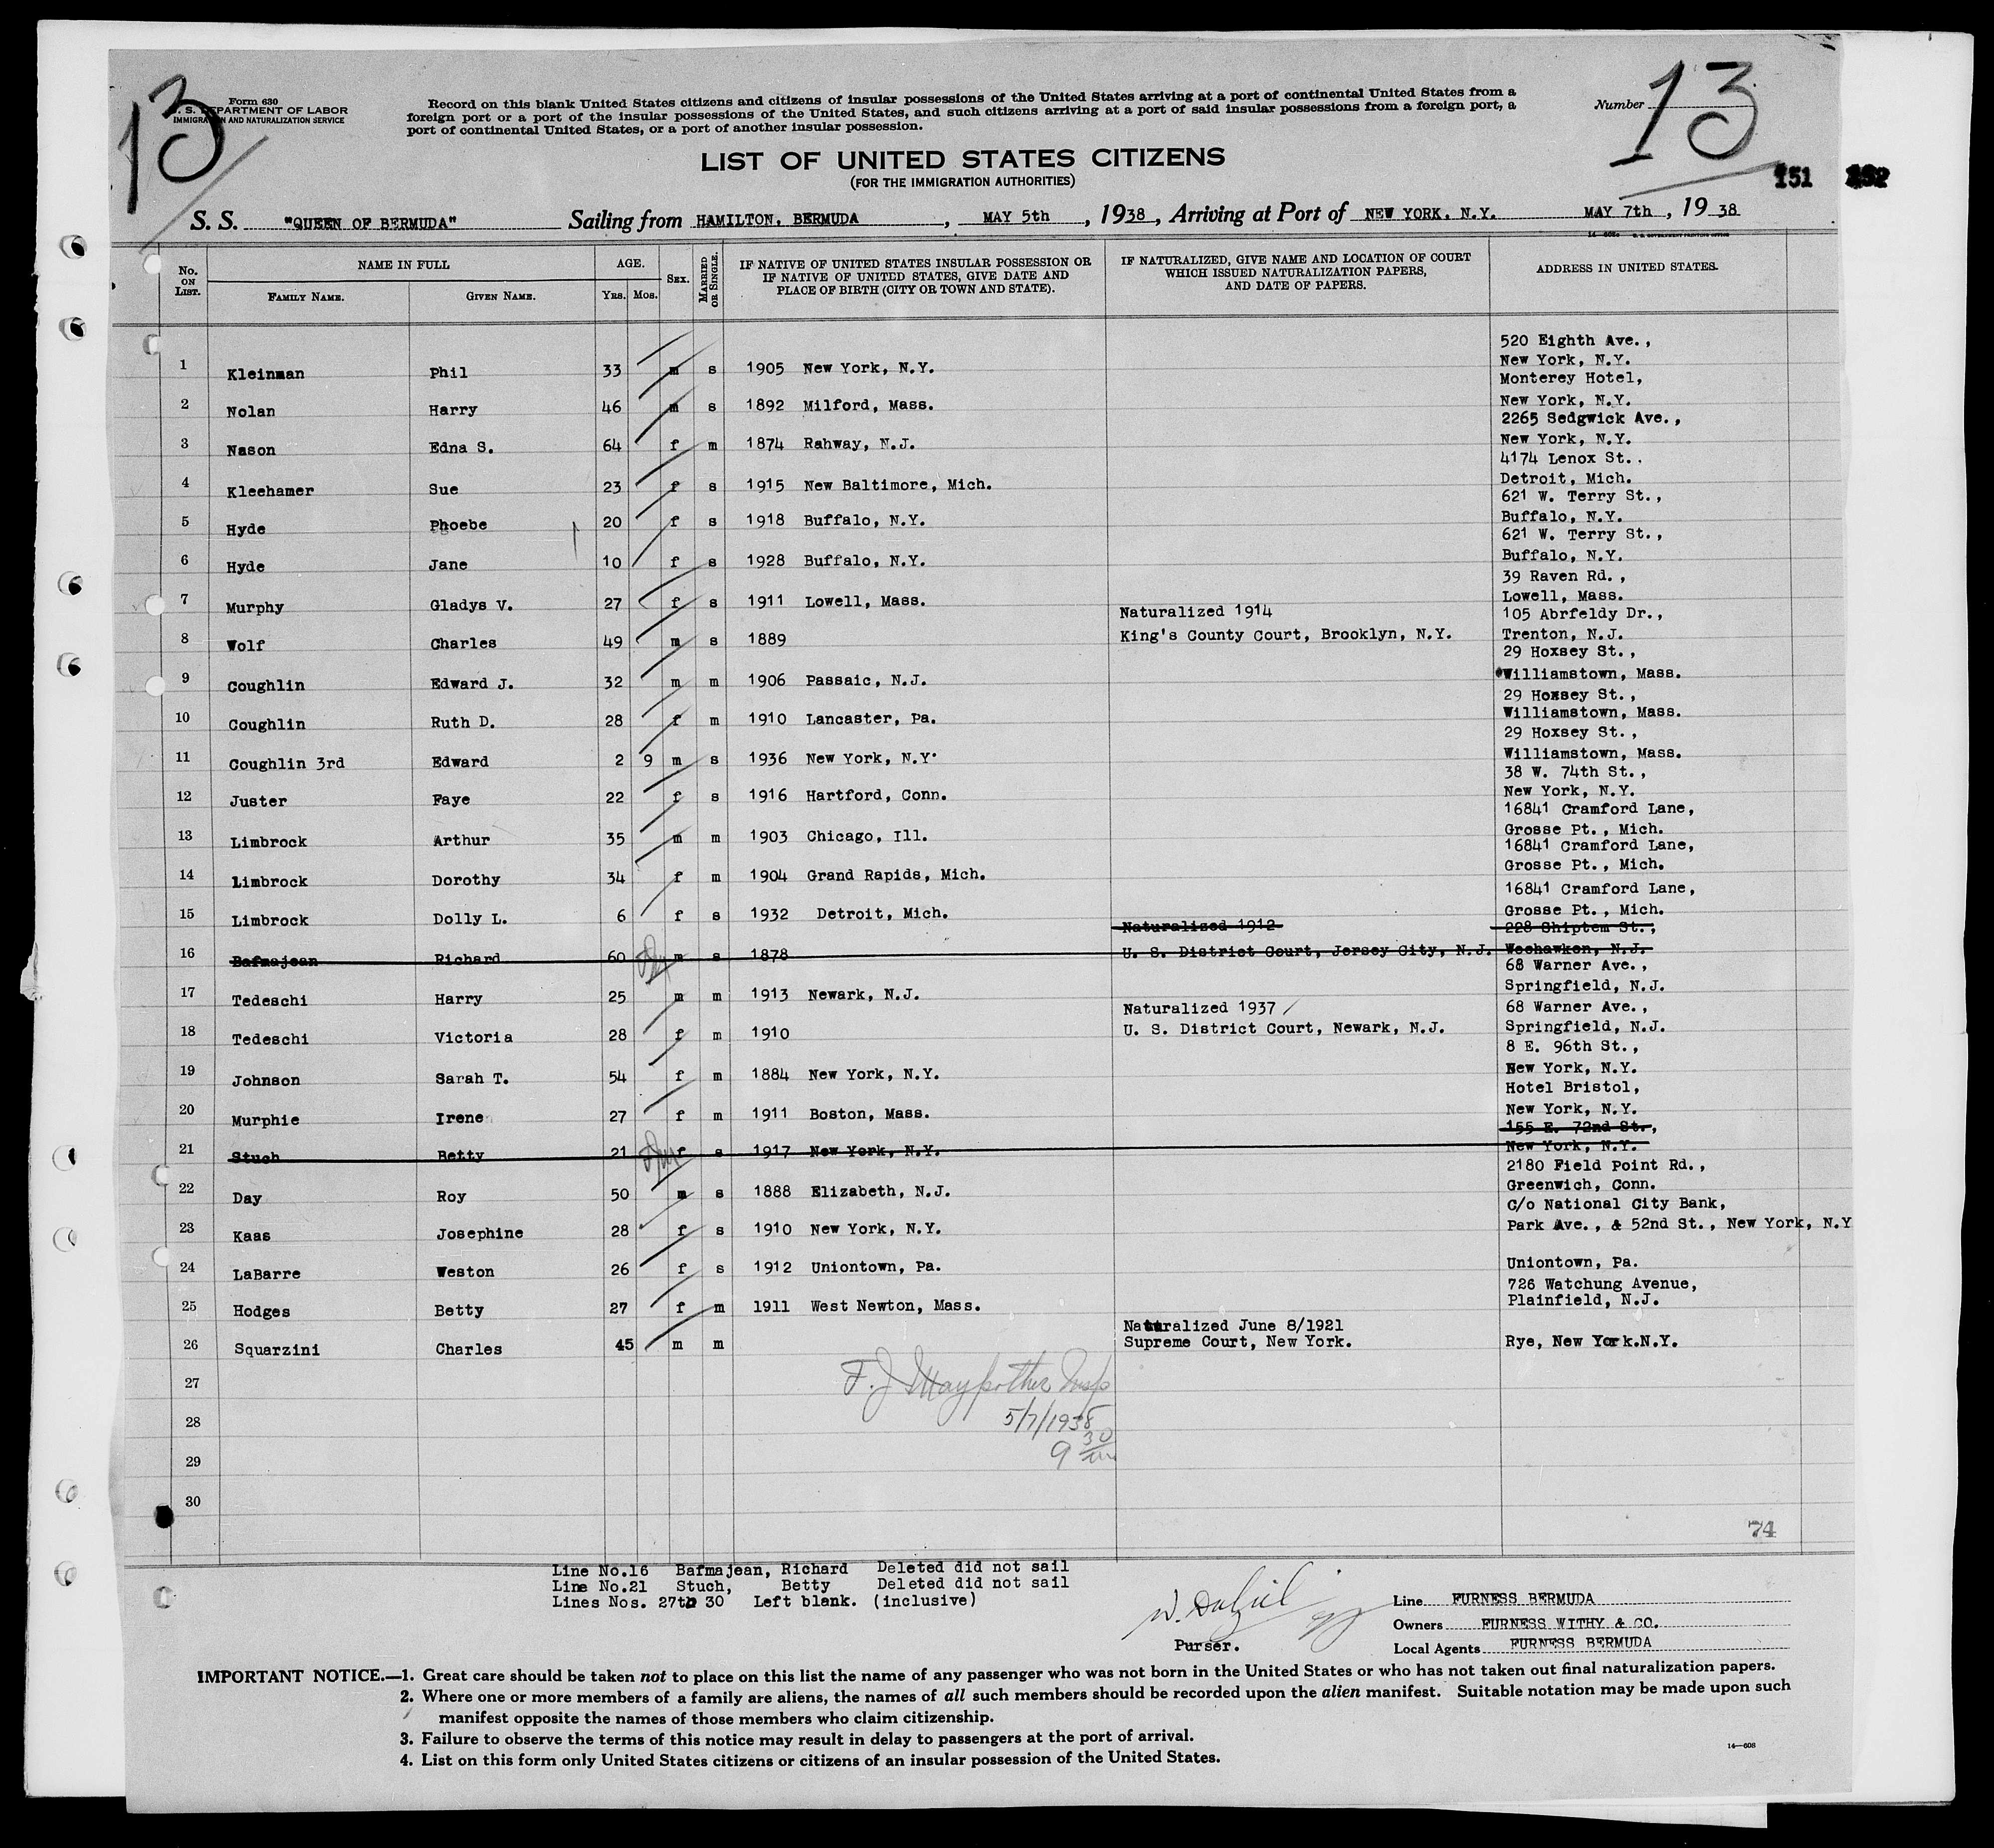 13
Form 630
U. S. DEPARTMENT OF LABOR
IMMIGRATION AND NATURALIZATION SERVICE
Record on this blank United States citizens and citizens of insular possessions of the United States arriving at a port of continental United States from a
foreign port or a port of the insular possessions of the United States, and such citizens arriving at a port of said insular possessions from a foreign port, a
port of continental United States, or a port of another insular possession.
Number 13
LIST OF UNITED STATES CITIZENS
(FOR THE IMMIGRATION AUTHORITIES)
151
S. S. "QUEEN OF BERMUDA" Sailing from HAMILTON, BERMUDA, MAY 5th, 1938, Arriving at Port of NEW YORK, N.Y. MAY 7th, 1938
No. ON LIST. NAME IN FULL AGE. SEX. MARRIED OR SINGLE. IF NATIVE OF UNITED STATES INSULAR POSSESSION OR IF NATIVE OF UNITED STATES, GIVE DATE AND PLACE OF BIRTH (CITY OR TOWN AND STATE). IF NATURALIZED, GIVE NAME AND LOCATION OF COURT WHICH ISSUED NATURALIZATION PAPERS, AND DATE OF PAPERS. ADDRESS IN UNITED STATES.
FAMILY NAME. GIVEN NAME. YRS. MOS.
520 Eighth Ave.,
1 Kleinman Phil 33 m s 1905 New York, N.Y. New York, N.Y.
Monterey Hotel,
2 Nolan Harry 46 m s 1892 Milford, Mass. New York, N.Y.
2265 Sedgwick Ave.,
3 Nason Edna S. 64 f m 1874 Rahway, N.J. New York, N.Y.
4174 Lenox St.,
4 Kleehamer Sue 23 f s 1915 New Baltimore, Mich. Detroit, Mich.
621 W. Terry St.,
5 Hyde Phoebe 20 f s 1918 Buffalo, N.Y. Buffalo, N.Y.
621 W. Terry St.,
6 Hyde Jane 10 f s 1928 Buffalo, N.Y. Buffalo, N.Y.
39 Raven Rd.,
7 Murphy Gladys V. 27 f s 1911 Lowell, Mass. Lowell, Mass.
Naturalized 1914 105 Abrfeldy Dr.,
8 Wolf Charles 49 m s 1889 King's County Court, Brooklyn, N.Y. Trenton, N.J.
29 Hoxsey St.,
9 Coughlin Edward J. 32 m m 1906 Passaic, N.J. Williamstown, Mass.
29 Hoxsey St.,
10 Coughlin Ruth D. 28 f m 1910 Lancaster, Pa. Williamstown, Mass.
29 Hoxsey St.,
11 Coughlin 3rd Edward 2 9 m s 1936 New York, N.Y. Williamstown, Mass.
38 W. 74th St.,
12 Juster Faye 22 f s 1916 Hartford, Conn. New York, N.Y.
16841 Cramford Lane,
13 Limbrock Arthur 35 m m 1903 Chicago, Ill. Grosse Pt., Mich.
16841 Cramford Lane,
14 Limbrock Dorothy 34 f m 1904 Grand Rapids, Mich. Grosse Pt., Mich.
16841 Cramford Lane,
15 Limbrock Dolly L. 6 f s 1932 Detroit, Mich. Grosse Pt., Mich.
Naturalized 1912 228 Shiptem St.,
16 Bafmajean Richard 60 m s 1878 U. S. District Court, Jersey City, N.J. Weehawken, N.J.
68 Warner Ave.,
17 Tedeschi Harry 25 m m 1913 Newark, N.J. Springfield, N.J.
Naturalized 1937 68 Warner Ave.,
18 Tedeschi Victoria 28 f m 1910 U. S. District Court, Newark, N.J. Springfield, N.J.
8 E. 96th St.,
19 Johnson Sarah T. 54 f m 1884 New York, N.Y. New York, N.Y.
Hotel Bristol,
20 Murphie Irene 27 f m 1911 Boston, Mass. New York, N.Y.
155 E. 72nd St.,
21 Stuch Betty 21 f s 1917 New York, N.Y. New York, N.Y.
2180 Field Point Rd.,
22 Day Roy 50 m s 1888 Elizabeth, N.J. Greenwich, Conn.
C/o National City Bank,
23 Kaas Josephine 28 f s 1910 New York, N.Y. Park Ave., & 52nd St., New York, N.Y
24 LaBarre Weston 26 f s 1912 Uniontown, Pa. Uniontown, Pa.
726 Watchung Avenue,
25 Hodges Betty 27 f m 1911 West Newton, Mass. Plainfield, N.J.
Naturalized June 8/1921
26 Squarzini Charles 45 m m Supreme Court, New York. Rye, New York.N.Y.
27
28 5/7/1938
29 9 30
30
74
Line No.16 Bafmajean, Richard Deleted did not sail
Line No.21 Stuch, Betty Deleted did not sail
Lines Nos. 27to 30 Left blank. (inclusive)
Purser.
Line FURNESS BERMUDA
Owners FURNESS WITHY & CO.
Local Agents FURNESS BERMUDA
IMPORTANT NOTICE.—1. Great care should be taken not to place on this list the name of any passenger who was not born in the United States or who has not taken out final naturalization papers.
2. Where one or more members of a family are aliens, the names of all such members should be recorded upon the alien manifest. Suitable notation may be made upon such
manifest opposite the names of those members who claim citizenship.
3. Failure to observe the terms of this notice may result in delay to passengers at the port of arrival.
4. List on this form only United States citizens or citizens of an insular possession of the United States.
14—608